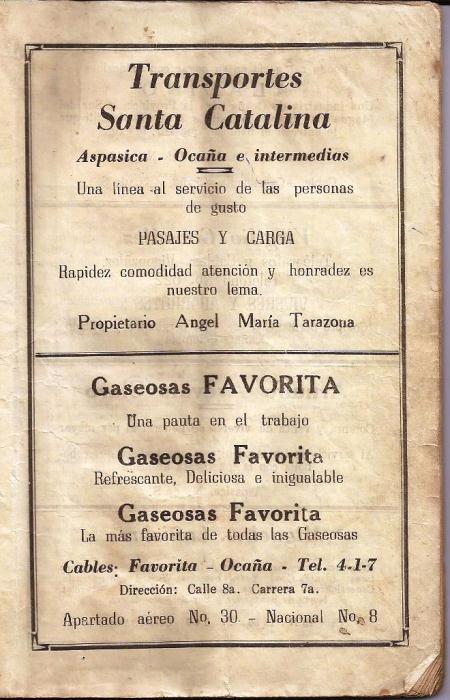 Transportes
Santa Catalina
Aspasica - Ocaña e intermedias
Una línea al servicio de las personas
de gusto
PASAJES Y CARGA
Rapidez comodidad atención y honradez es
nuestro lema.
Propietario Angel María Tarazona
Gaseosas FAVORITA
Una pauta en el trabajo
Gaseosas Favorita
Refrescante, Deliciosa e inigualable
Gaseosas Favorita
La más favorita de todas las Gaseosas
Cables: Favorita - Ocaña - Tel. 4-1-7
Dirección: Calle 8a. Carrera 7a.
Apartado aéreo No. 30 - Nacional No. 8